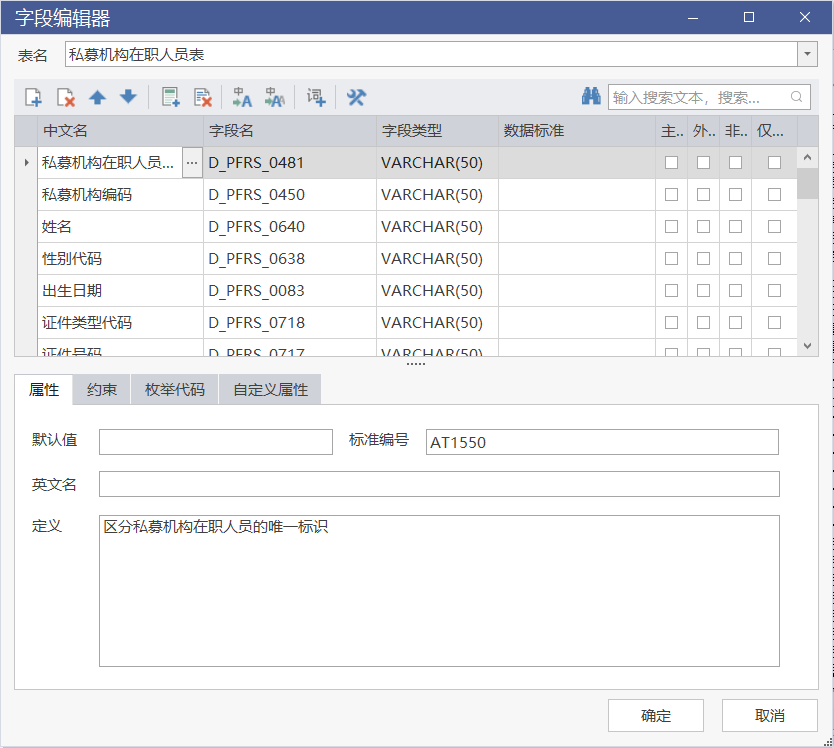 字段编辑器
表名 私募机构在职人员表
中 A 中 AA 词
输入搜索文本，搜索...
中文名 字段名 字段类型 数据标准 主.. 外.. 非.. 仅...
私募机构在职人员... ... D_PFRS_0481 VARCHAR(50)
私募机构编码 D_PFRS_0450 VARCHAR(50)
姓名 D_PFRS_0640 VARCHAR(50)
性别代码 D_PFRS_0638 VARCHAR(50)
出生日期 D_PFRS_0083 VARCHAR(50)
证件类型代码 D_PFRS_0718 VARCHAR(50)
证件号码 D_PFRS_0717 VARCHAR(50)
属性 约束 枚举代码 自定义属性
默认值 标准编号 AT1550
英文名
定义 区分私募机构在职人员的唯一标识
确定 取消